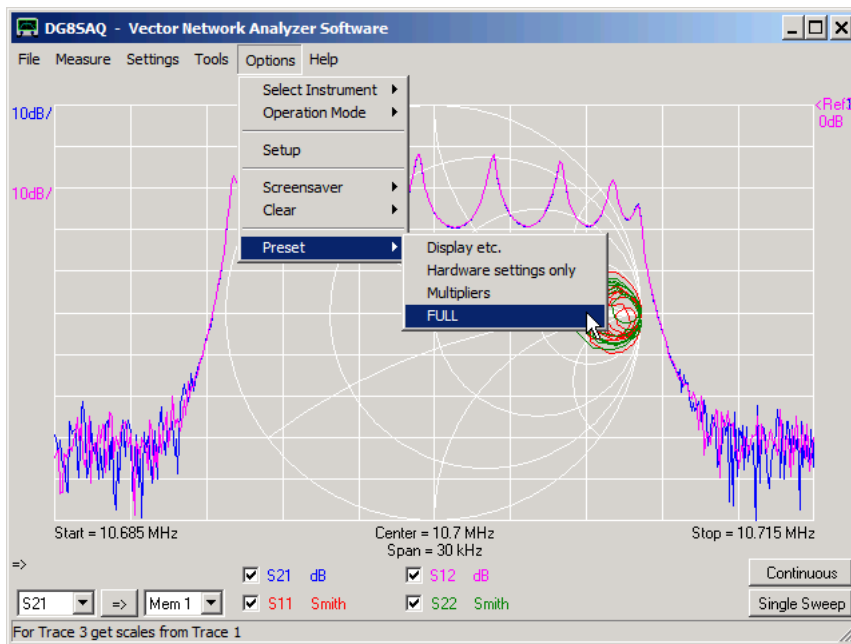 DG8SAQ - Vector Network Analyzer Software
File Measure Settings Tools Options Help
Select Instrument
Operation Mode
Setup
Screensaver
Clear
Preset
Display etc.
Hardware settings only
Multipliers
FULL
10dB/
<Ref1
0dB
10dB/
Start = 10.685 MHz
Center = 10.7 MHz
Stop = 10.715 MHz
Span = 30 kHz
=>
S21 dB
S12 dB
Continuous
S21
=>
Mem 1
S11 Smith
S22 Smith
Single Sweep
For Trace 3 get scales from Trace 1